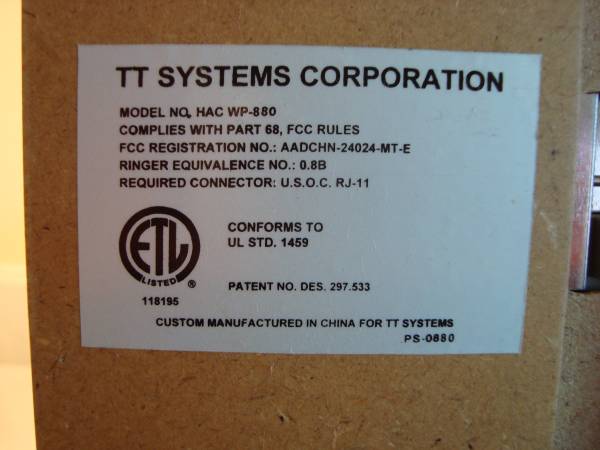 TT SYSTEMS CORPORATION
MODEL NO. HAC WP-880
COMPLIES WITH PART 68, FCC RULES
FCC REGISTRATION NO.: AADCHN-24024-MT-E
RINGER EQUIVALENCE NO.: 0.8B
REQUIRED CONNECTOR: U.S.O.C. RJ-11
CONFORMS TO
UL STD. 1459
ETL
LISTED
®
118195
PATENT NO. DES. 297.533
CUSTOM MANUFACTURED IN CHINA FOR TT SYSTEMS
PS-0880